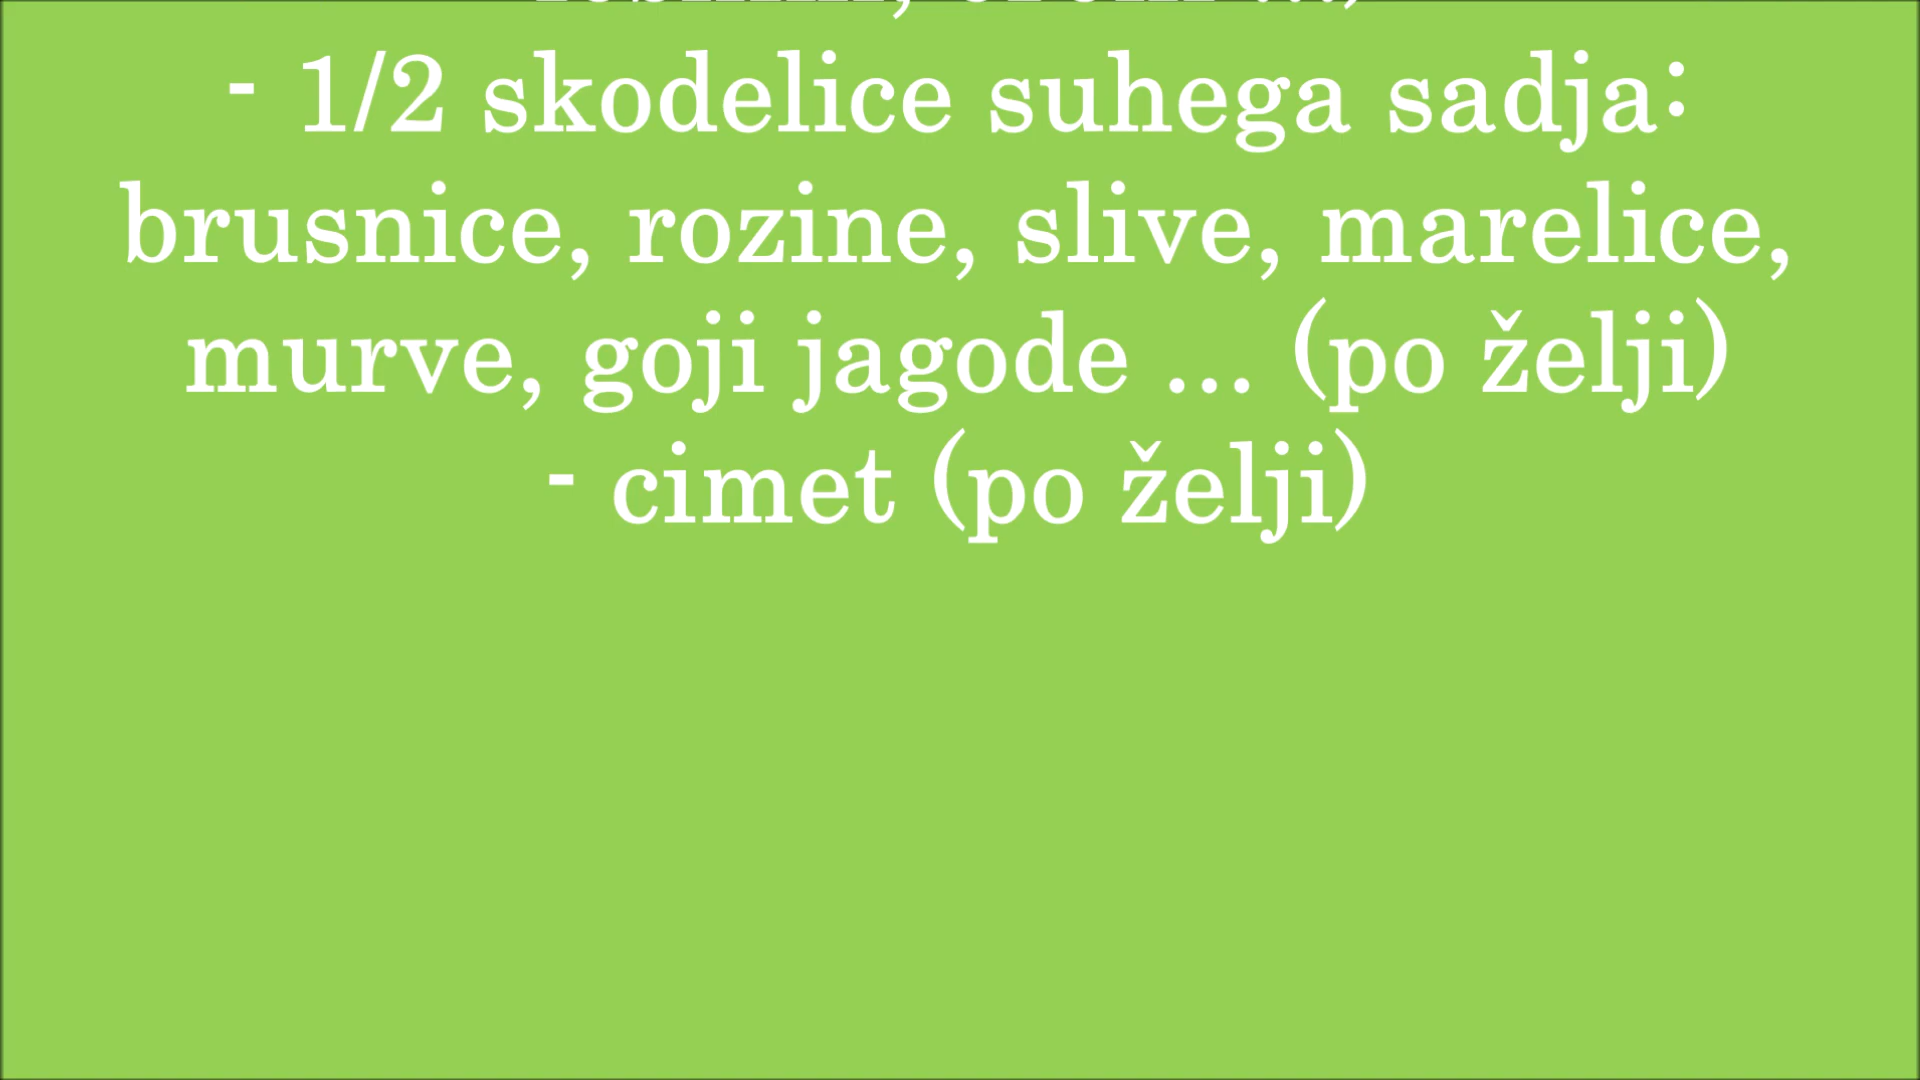 - 1/2 skodelice suhega sadja:
brusnice, rozine, slive, marelice,
murve, goji jagode ... (po želji)
- cimet (po želji)